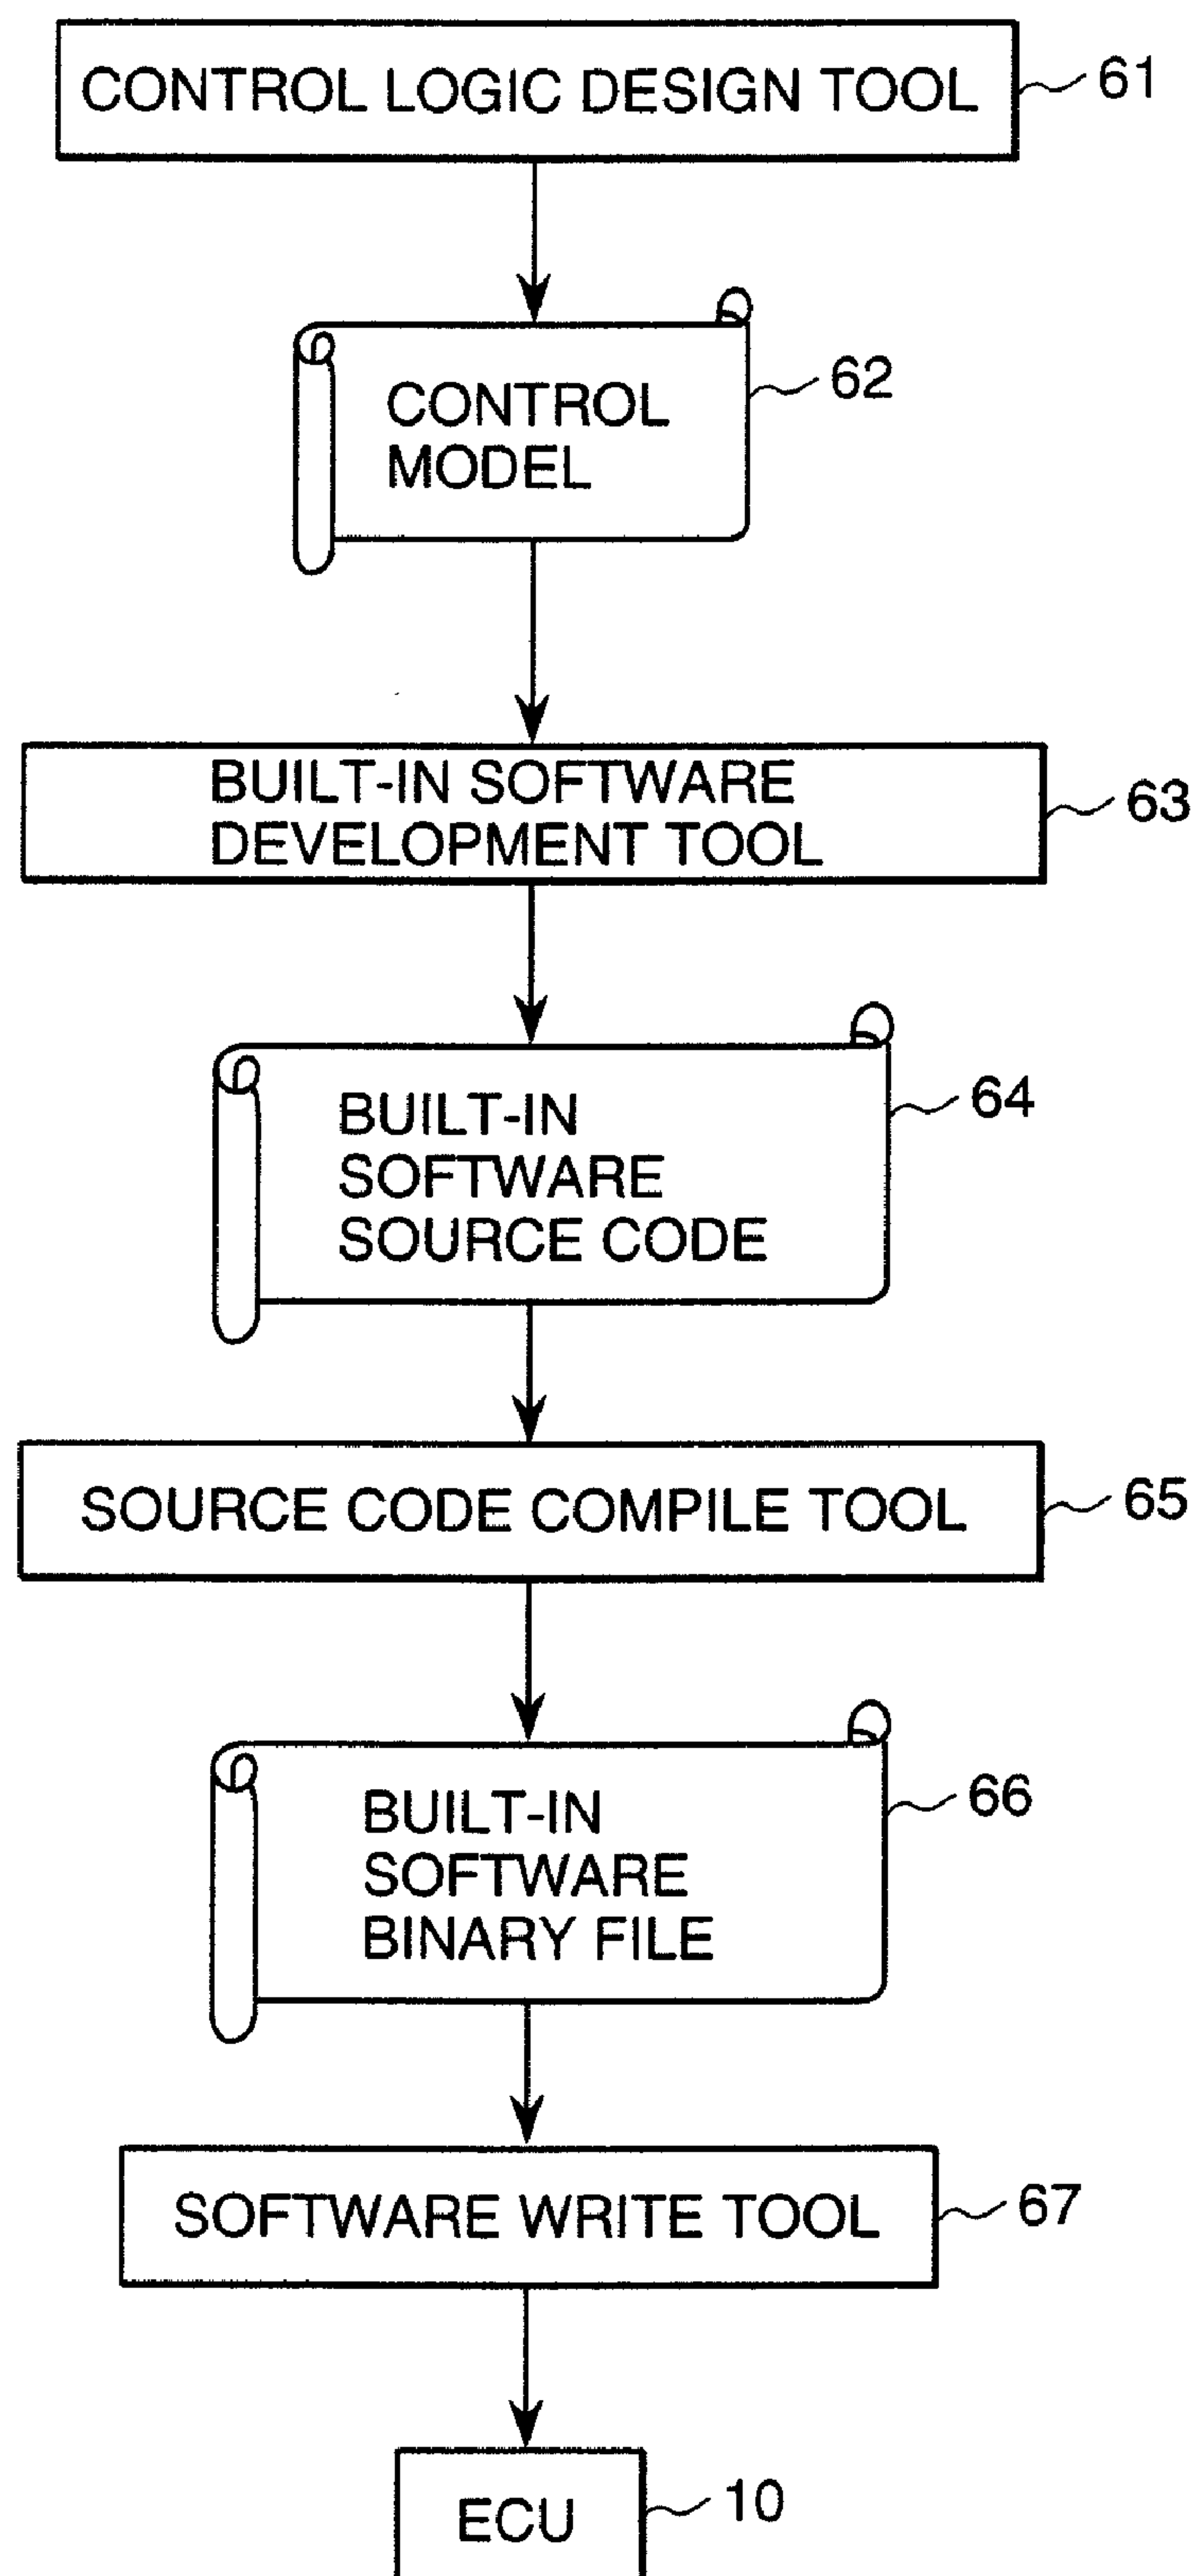 CONTROL LOGIC DESIGN TOOL
61
CONTROL
MODEL
62
BUILT-IN SOFTWARE
DEVELOPMENT TOOL
63
BUILT-IN
SOFTWARE
SOURCE CODE
64
SOURCE CODE COMPILE TOOL
65
BUILT-IN
SOFTWARE
BINARY FILE
66
SOFTWARE WRITE TOOL
67
ECU
10